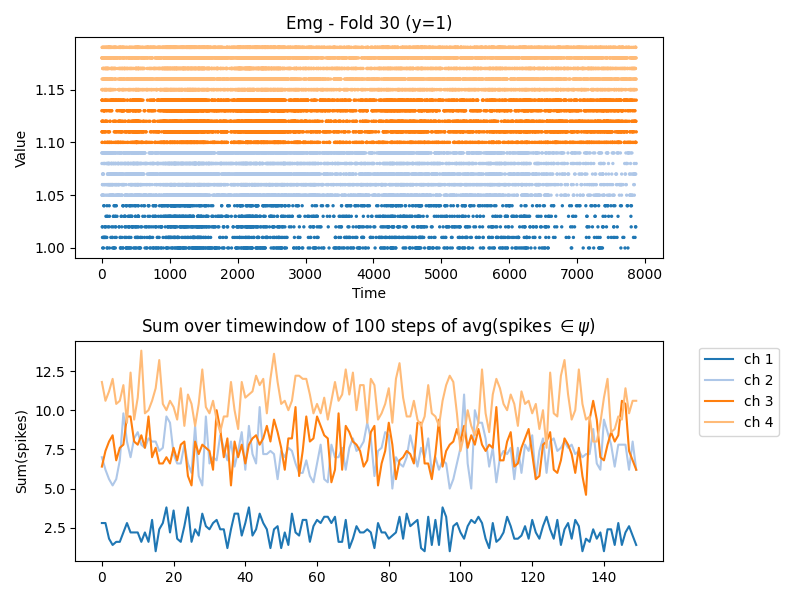 Emg - Fold 30 (y=1)
Value
1.15
1.10
1.05
1.00
0 1000 2000 3000 4000 5000 6000 7000 8000
Time
Sum over timewindow of 100 steps of avg(spikes ∈ψ)
Sum(spikes)
12.5
10.0
7.5
5.0
2.5
0 20 40 60 80 100 120 140
ch 1
ch 2
ch 3
ch 4